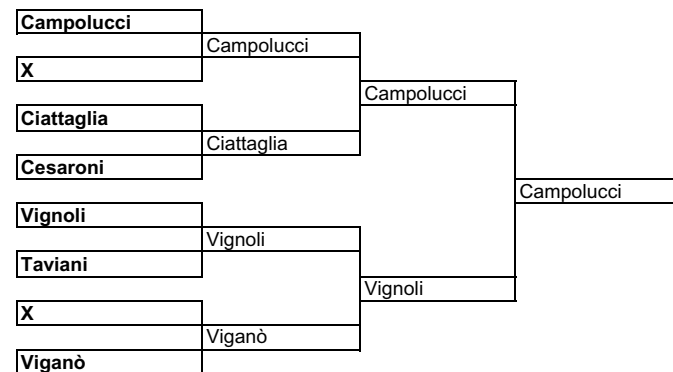 Campolucci
Campolucci
X
Campolucci
Ciattaglia
Ciattaglia
Cesaroni
Campolucci
Vignoli
Vignoli
Taviani
Vignoli
X
Viganò
Viganò